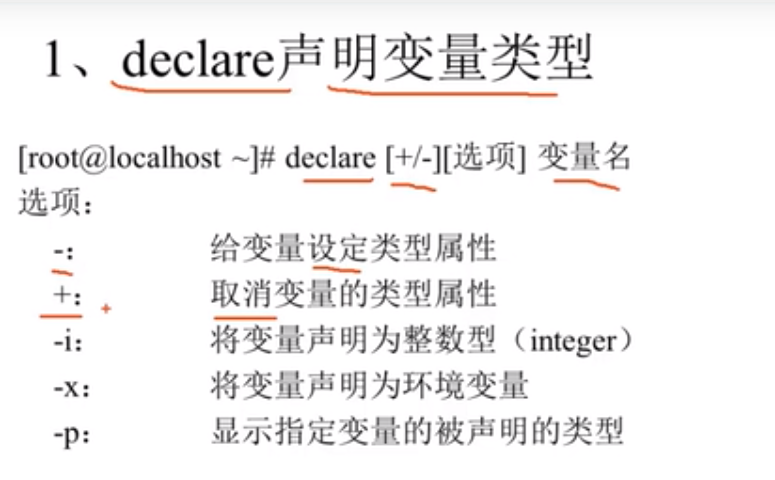 1、declare声明变量类型
[root@localhost ~]# declare [+/-][选项] 变量名
选项：
-： 给变量设定类型属性
+： 取消变量的类型属性
-i： 将变量声明为整数型（integer）
-x： 将变量声明为环境变量
-p： 显示指定变量的被声明的类型